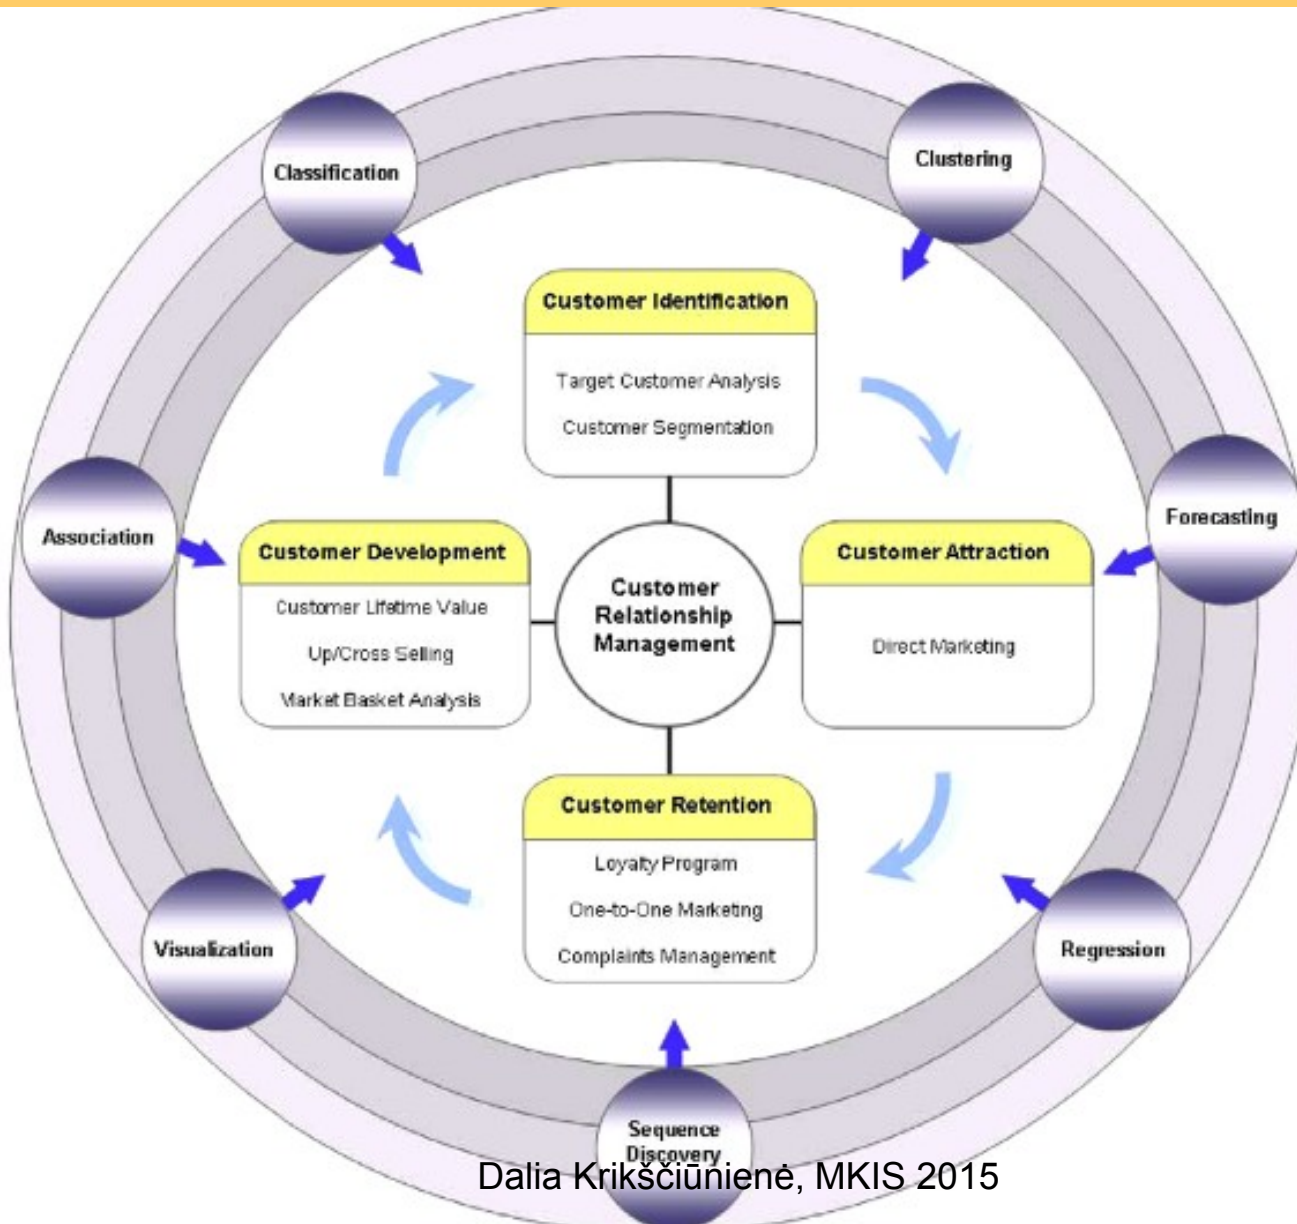 Classification
Clustering
Customer Identification
Target Customer Analysis
Customer Segmentation
Association
Forecasting
Customer Development
Customer Lifetime Value
Up/Cross Selling
Market Basket Analysis
Customer
Relationship
Management
Customer Attraction
Direct Marketing
Customer Retention
Loyalty Program
One-to-One Marketing
Complaints Management
Visualization
Regression
Sequence
Discovery
Dalia Krikščiūnienė, MKIS 2015